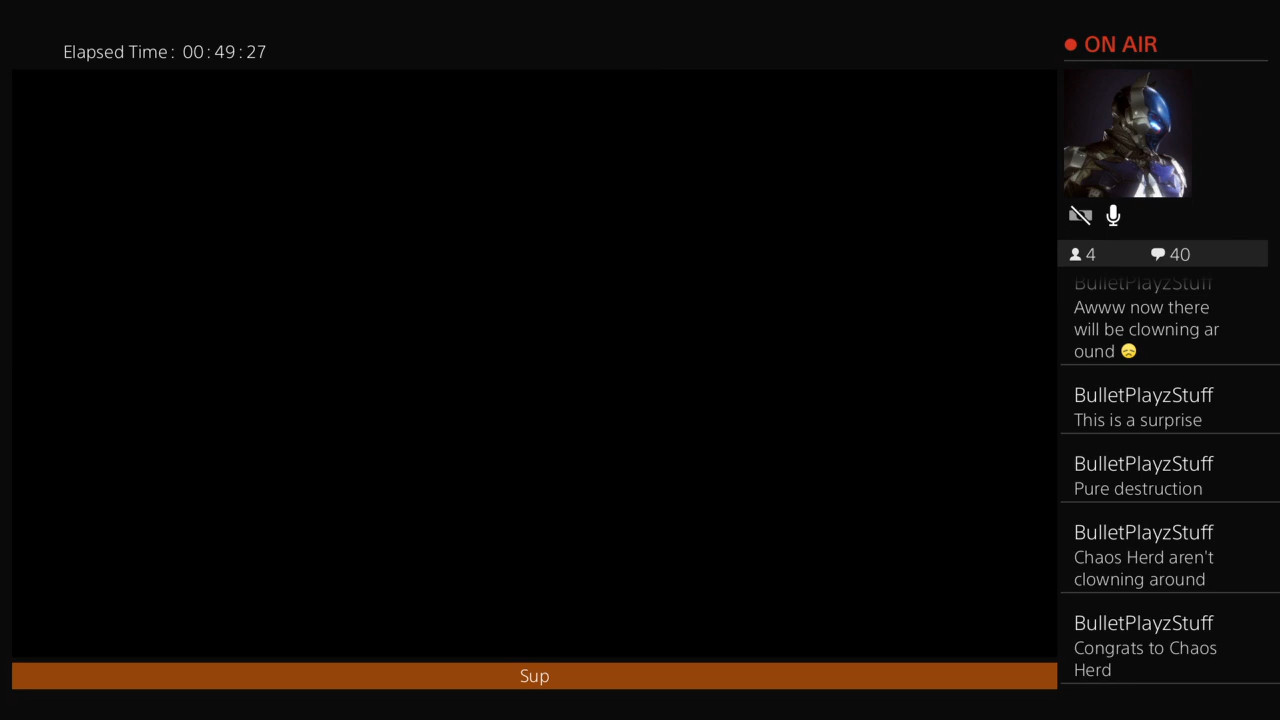 Elapsed Time: 00:49:27
ON AIR
4 40
BulletPlayzStuff
Awww now there
will be clowning ar
ound 😞
BulletPlayzStuff
This is a surprise
BulletPlayzStuff
Pure destruction
BulletPlayzStuff
Chaos Herd aren't
clowning around
BulletPlayzStuff
Congrats to Chaos
Herd
Sup